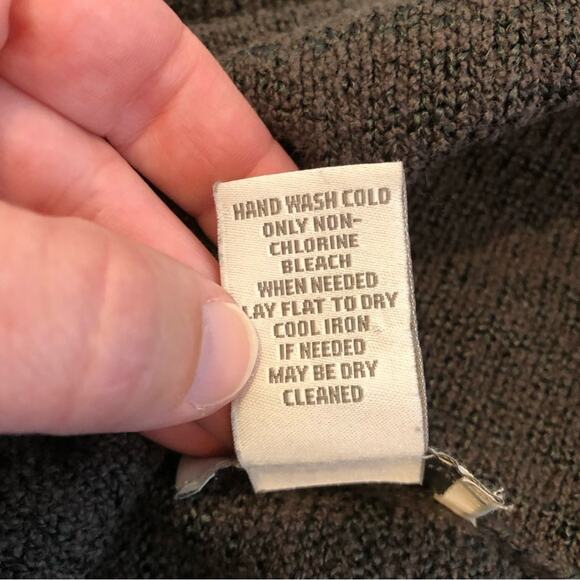 HAND WASH COLD
ONLY NON-
CHLORINE
BLEACH
WHEN NEEDED
LAY FLAT TO DRY
COOL IRON
IF NEEDED
MAY BE DRY
CLEANED